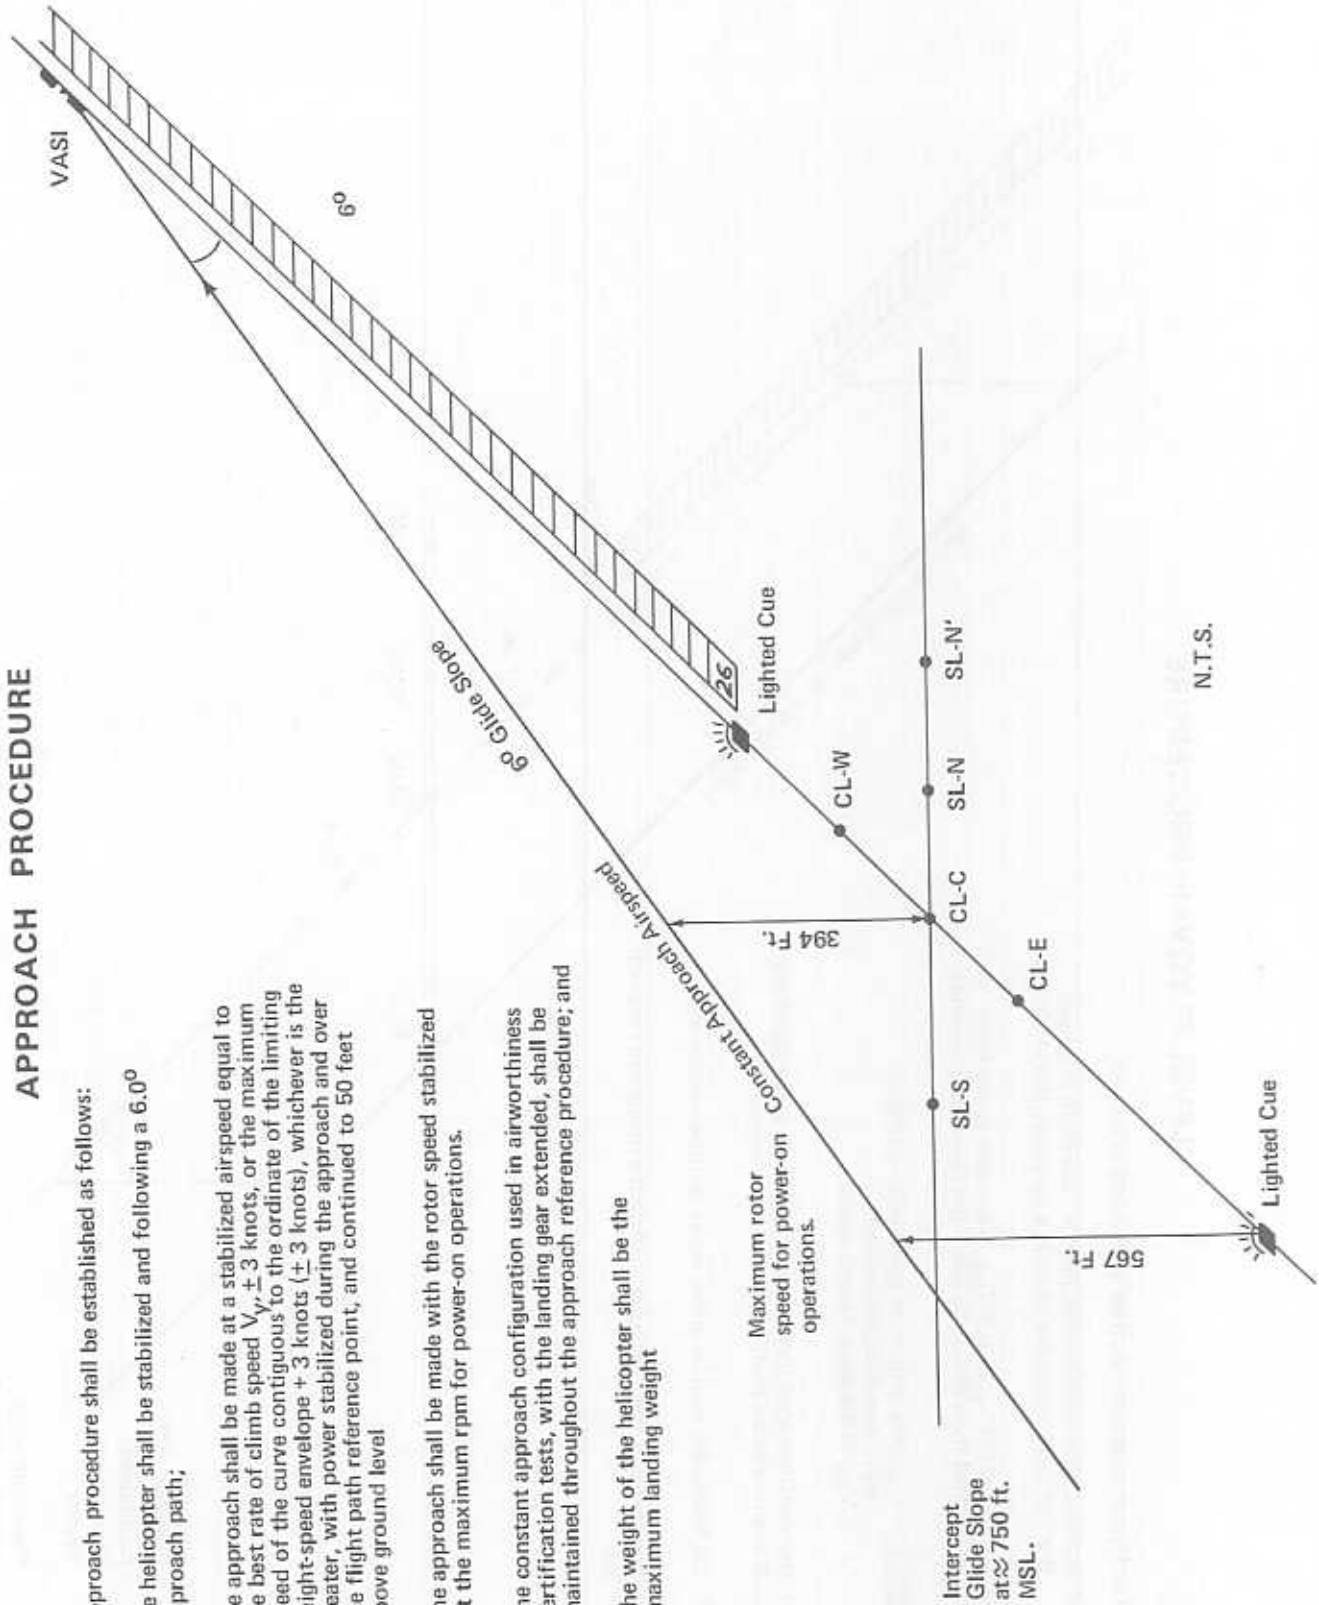 APPROACH PROCEDURE
proach procedure shall be established as follows:
e helicopter shall be stabilized and following a 6.0º
proach path;
e approach shall be made at a stabilized airspeed equal to
e best rate of climb speed Vy, ± 3 knots, or the maximum
eed of the curve contiguous to the ordinate of the limiting
ight-speed envelope + 3 knots (± 3 knots), whichever is the
eater, with power stabilized during the approach and over
e flight path reference point, and continued to 50 feet
ove ground level
he approach shall be made with the rotor speed stabilized
t the maximum rpm for power-on operations.
he constant approach configuration used in airworthiness
ertification tests, with the landing gear extended, shall be
naintained throughout the approach reference procedure; and
he weight of the helicopter shall be the
naximum landing weight
VASI
6º
6º Glide Slope
Constant Approach Airspeed
26
Lighted Cue
CL-W
394 Ft.
SL-S
CL-C
SL-N
SL-N'
CL-E
Maximum rotor
speed for power-on
operations.
567 Ft.
Lighted Cue
Intercept
Glide Slope
at ≈ 750 ft.
MSL.
N.T.S.